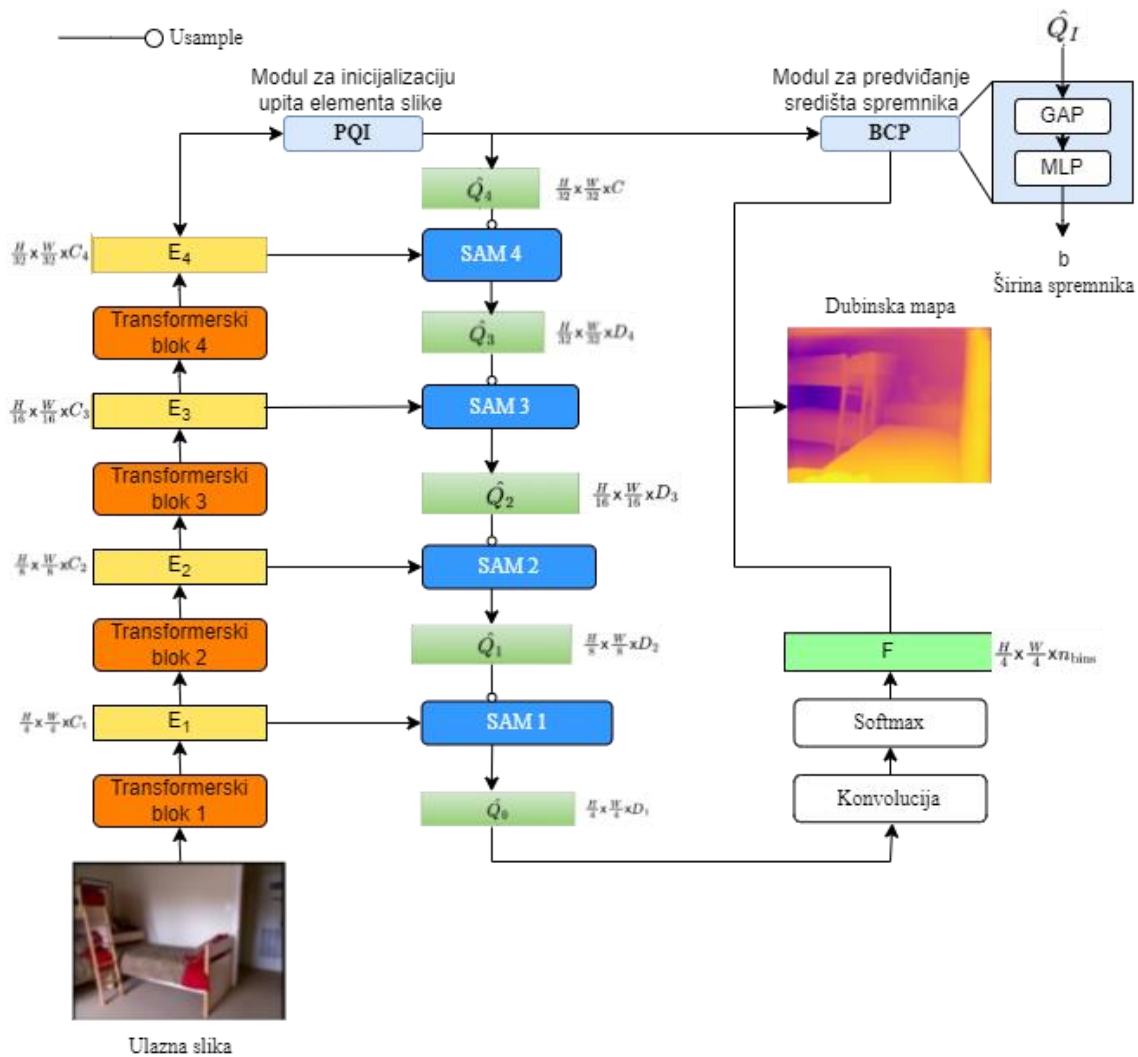 Usample
Q̂_I
Modul za inicijalizaciju
upita elementa slike
Modul za predviđanje
središta spremnika
PQI
BCP
GAP
MLP
Q̂_4
H/32 x W/32 x C
b
Širina spremnika
H/32 x W/32 x C_4
E_4
SAM 4
Transformerski
blok 4
Q̂_3
H/32 x W/32 x D_4
Dubinska mapa
H/16 x W/16 x C_3
E_3
SAM 3
Transformerski
blok 3
Q̂_2
H/16 x W/16 x D_3
H/8 x W/8 x C_2
E_2
SAM 2
Transformerski
blok 2
Q̂_1
H/8 x W/8 x D_2
F
H/4 x W/4 x n_bins
H/4 x W/4 x C_1
E_1
SAM 1
Softmax
Transformerski
blok 1
Q̂_0
H/4 x W/4 x D_1
Konvolucija
Ulazna slika